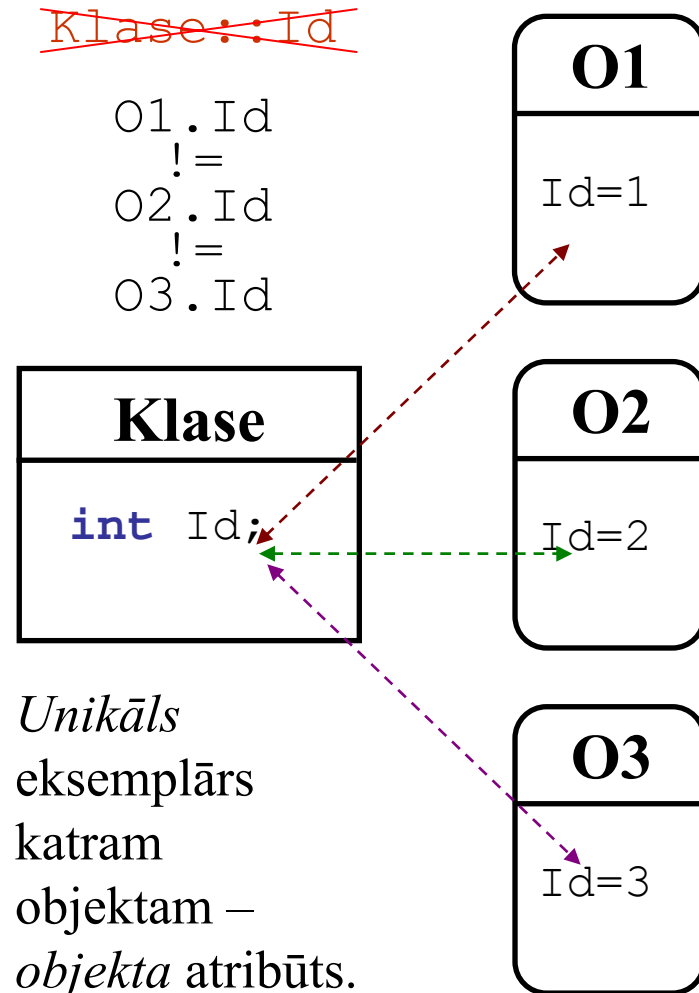 Klase::Id
O1.Id
!=
O2.Id
!=
O3.Id
Klase
int Id;
Unikāls
eksemplārs
katram
objektam –
objekta atribūts.
O1
Id=1
O2
Id=2
O3
Id=3